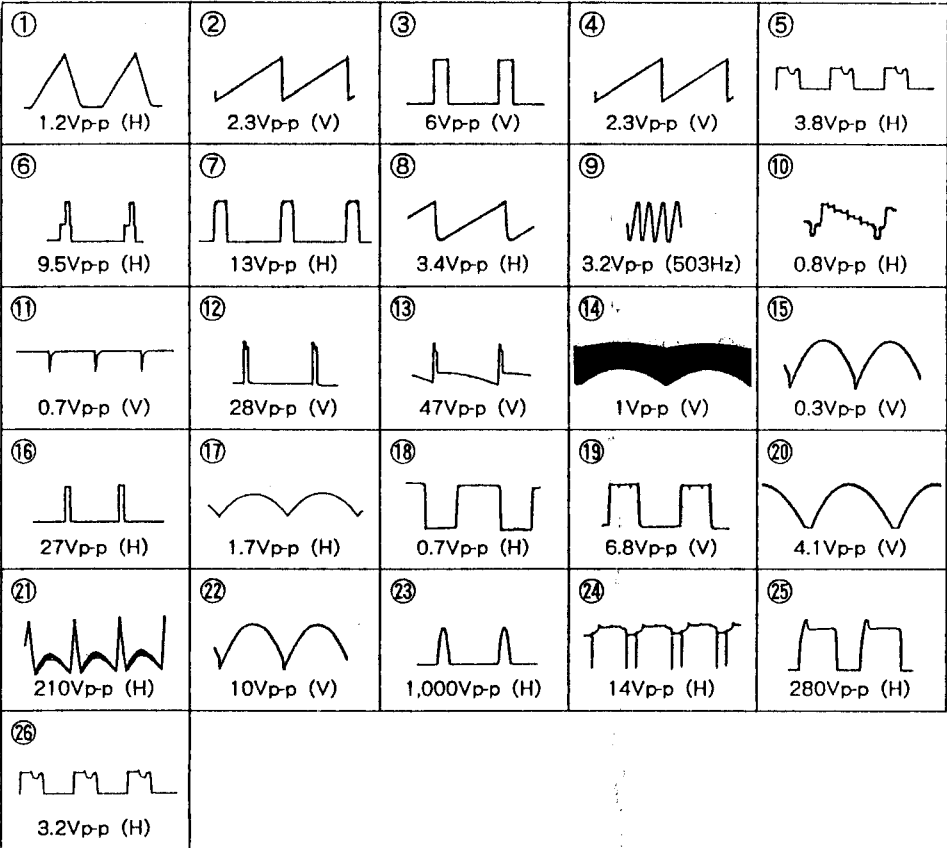 ① ② ③ ④ ⑤
1.2Vp-p (H) 2.3Vp-p (V) 6Vp-p (V) 2.3Vp-p (V) 3.8Vp-p (H)
⑥ ⑦ ⑧ ⑨ ⑩
9.5Vp-p (H) 13Vp-p (H) 3.4Vp-p (H) 3.2Vp-p (503Hz) 0.8Vp-p (H)
⑪ ⑫ ⑬ ⑭ ⑮
0.7Vp-p (V) 28Vp-p (V) 47Vp-p (V) 1Vp-p (V) 0.3Vp-p (V)
⑯ ⑰ ⑱ ⑲ ⑳
27Vp-p (H) 1.7Vp-p (H) 0.7Vp-p (H) 6.8Vp-p (V) 4.1Vp-p (V)
㉑ ㉒ ㉓ ㉔ ㉕
210Vp-p (H) 10Vp-p (V) 1,000Vp-p (H) 14Vp-p (H) 280Vp-p (H)
㉖
3.2Vp-p (H)